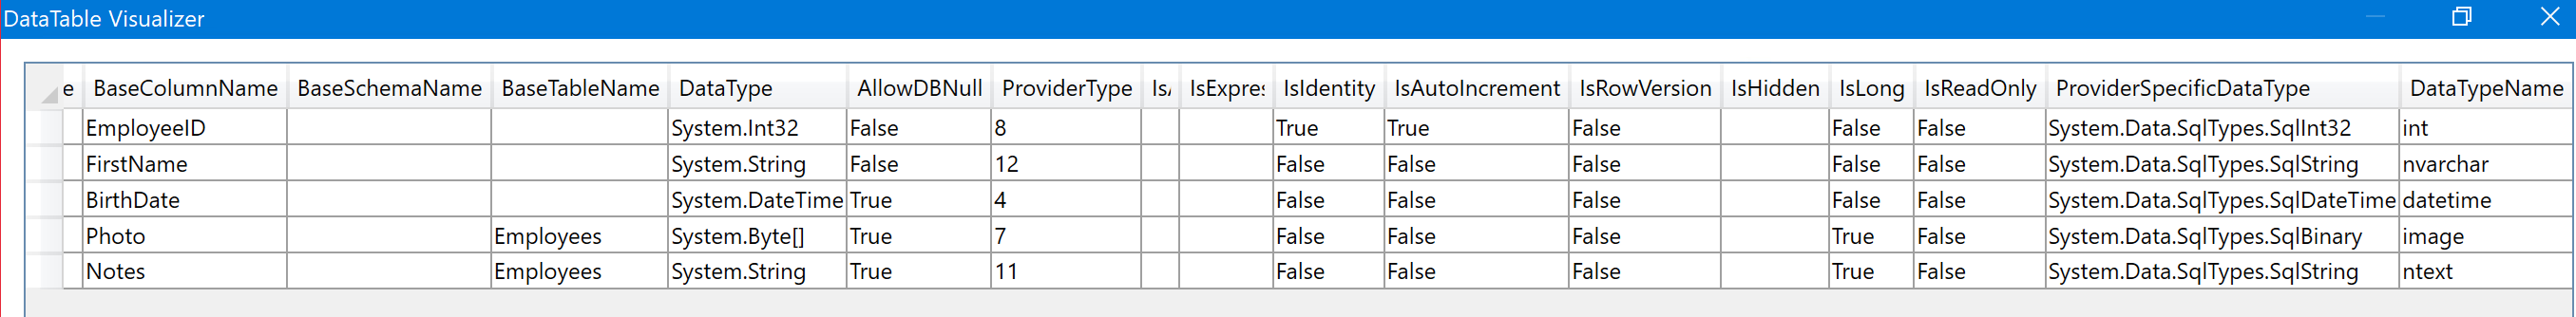 DataTable Visualizer
e BaseColumnName BaseSchemaName BaseTableName DataType AllowDBNull ProviderType IsA IsExpres IsIdentity IsAutoIncrement IsRowVersion IsHidden IsLong IsReadOnly ProviderSpecificDataType DataTypeName
EmployeeID System.Int32 False 8 True True False False False System.Data.SqlTypes.SqlInt32 int
FirstName System.String False 12 False False False False False System.Data.SqlTypes.SqlString nvarchar
BirthDate System.DateTime True 4 False False False False False System.Data.SqlTypes.SqlDateTime datetime
Photo Employees System.Byte[] True 7 False False False True False System.Data.SqlTypes.SqlBinary image
Notes Employees System.String True 11 False False False True False System.Data.SqlTypes.SqlString ntext